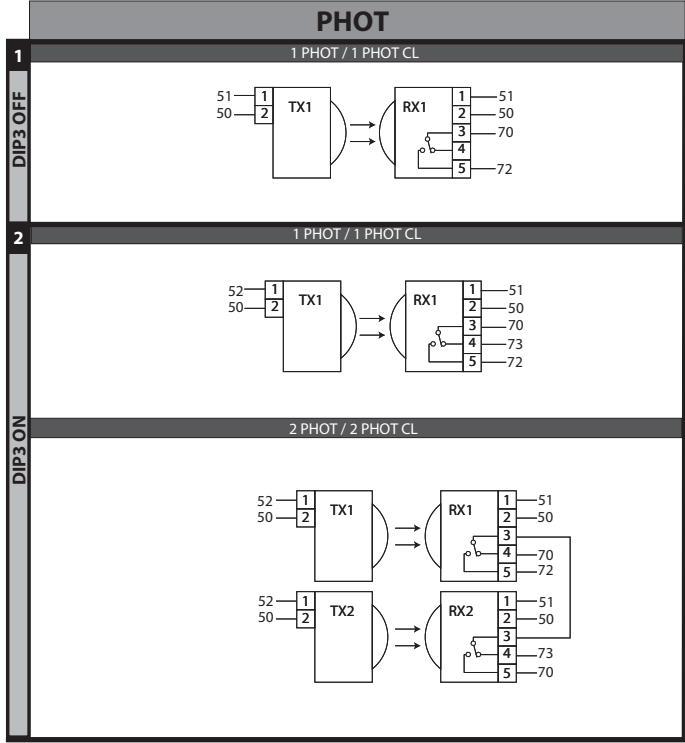 PHOT
1
1 PHOT / 1 PHOT CL
DIP3 OFF
51 1 TX1 RX1 1 51
50 2 2 50
3 70
4
5 72
2
1 PHOT / 1 PHOT CL
DIP3 ON
52 1 TX1 RX1 1 51
50 2 2 50
3 70
4 73
5 72
2 PHOT / 2 PHOT CL
52 1 TX1 RX1 1 51
50 2 2 50
3
4 70
5 72
52 1 TX2 RX2 1 51
50 2 2 50
3
4 73
5 70